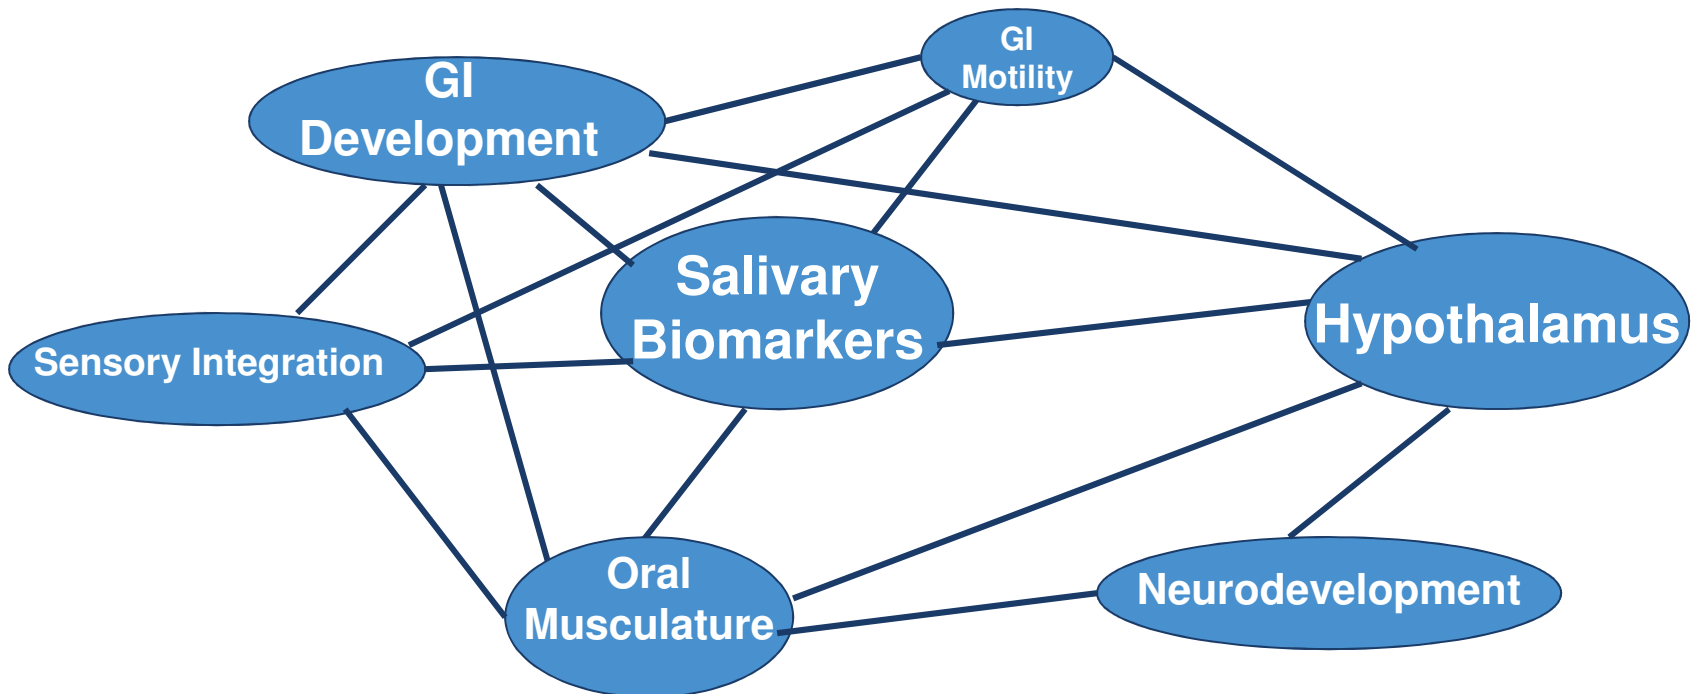 GI
Motility
GI
Development
Salivary
Biomarkers
Hypothalamus
Sensory Integration
Oral
Musculature
Neurodevelopment